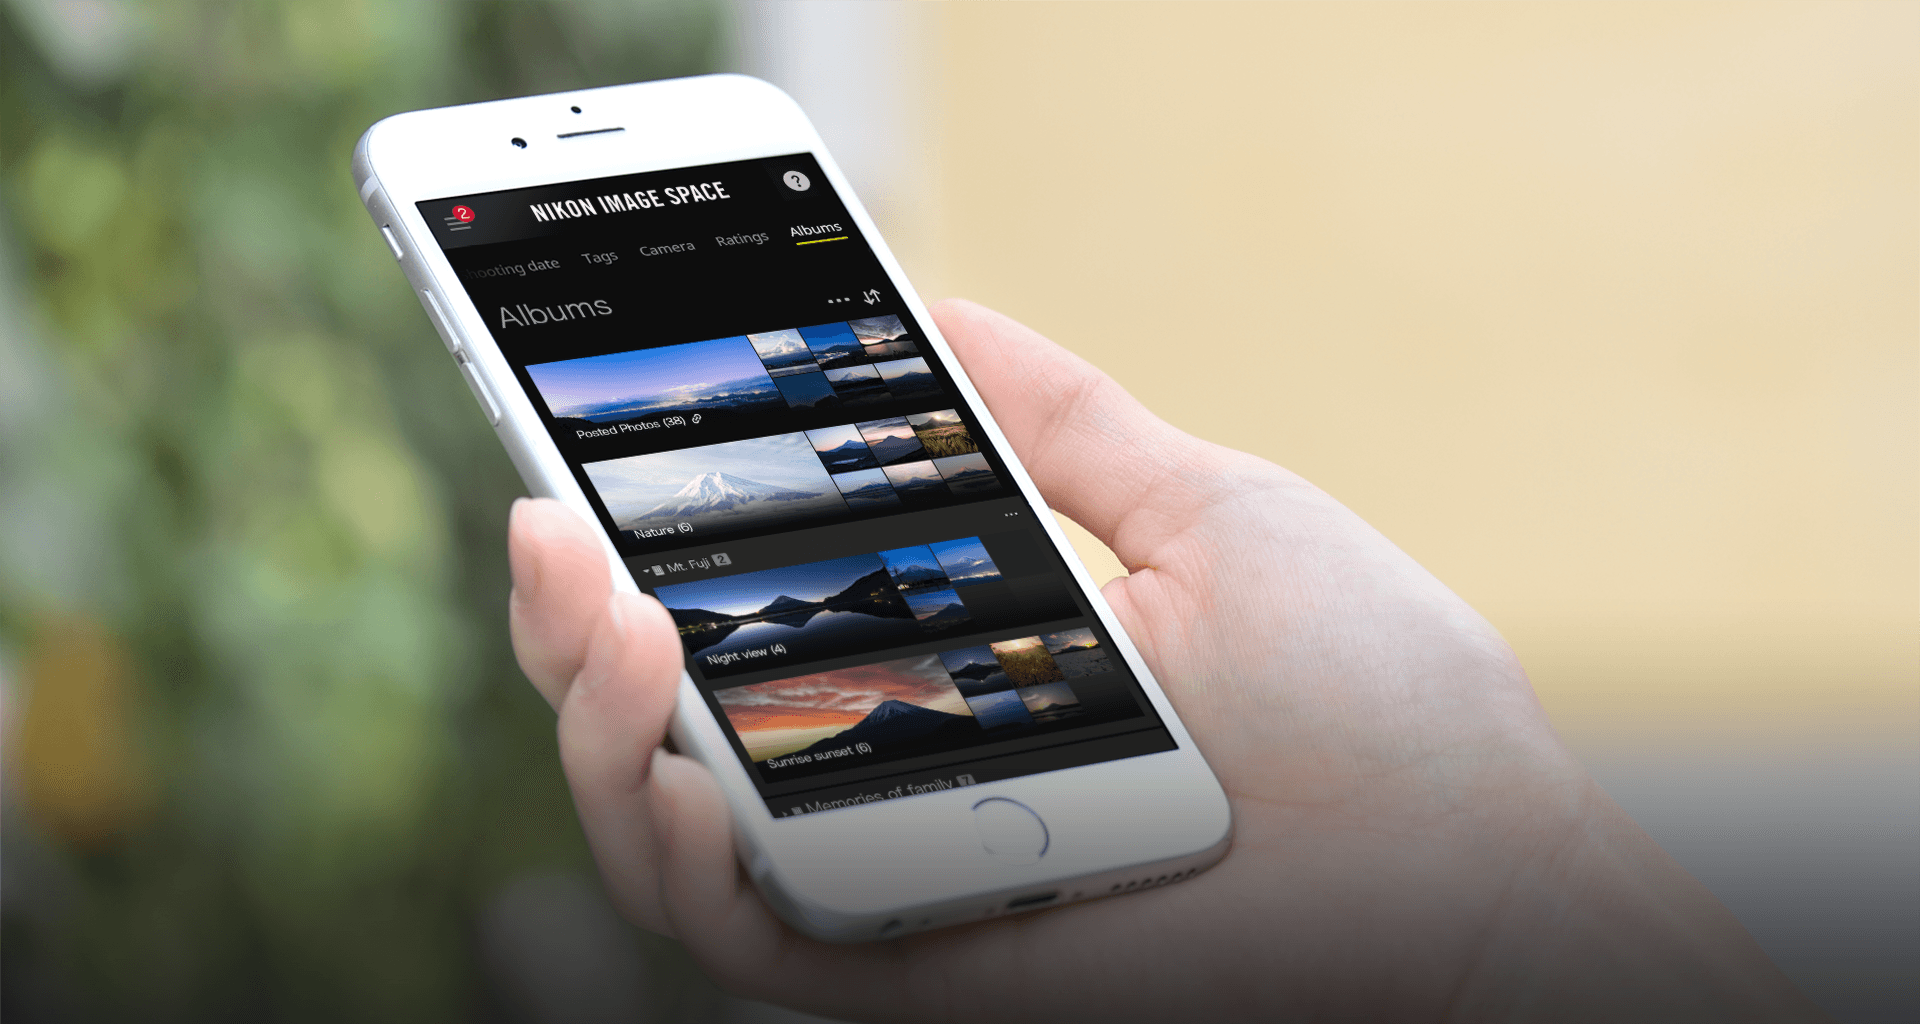 2
NIKON IMAGE SPACE
?
hooting date Tags Camera Ratings Albums
Albums
Posted Photos (38)
Nature (6)
Mt. Fuji 2
Night view (4)
Sunrise sunset (6)
Memories of family 7